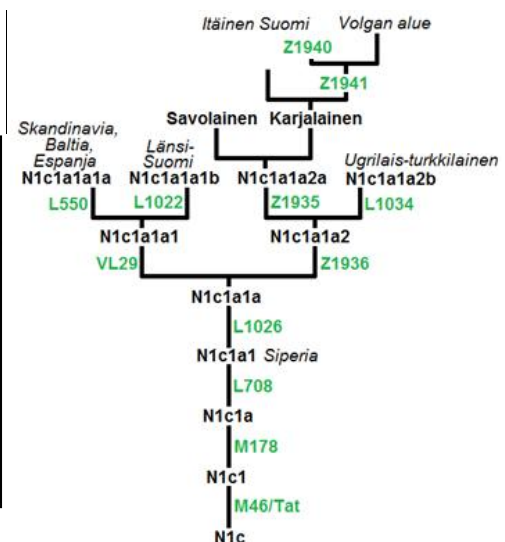 Itäinen Suomi Volgan alue
Z1940
Z1941
Savolainen Karjalainen
Skandinavia,
Baltia,
Espanja
Länsi-
Suomi
Ugrilais-turkkilainen
N1c1a1a1a N1c1a1a1b N1c1a1a2a N1c1a1a2b
L550 L1022 Z1935 L1034
N1c1a1a1 N1c1a1a2
VL29 Z1936
N1c1a1a
L1026
N1c1a1 Siperia
L708
N1c1a
M178
N1c1
M46/Tat
N1c